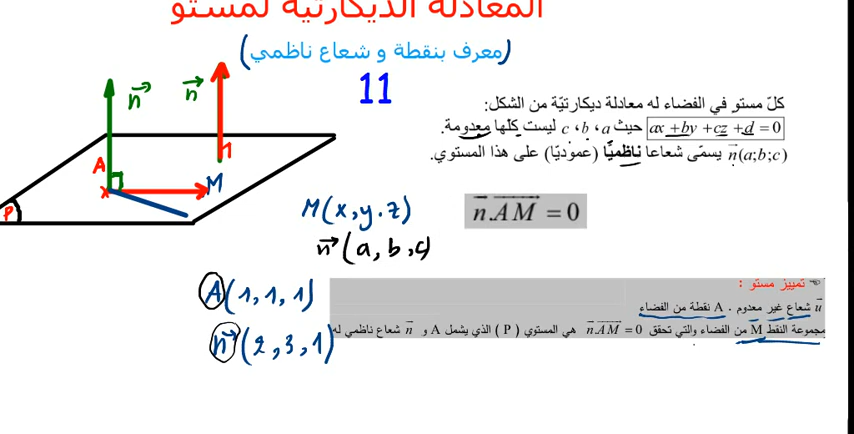 المعادلة الديكارتية لمستو
(معرف بنقطة و شعاع ناظمي)
11
كلّ مستو في الفضاء له معادلة ديكارتيّة من الشكل:
ax + by + cz + d = 0 حيث a، b، c ليست كلها معدومة.
n(a;b;c) يسمّى شعاعا ناظميًّا (عموديّا) على هذا المستوي.
n⃗
n⃗
A
x
M
P
M(x,y.z)
n⃗(a,b,c)
n⃗.AM⃗ = 0
A(1,1,1)
n⃗(2,3,1)
تمييز مستو :
u⃗ شعاع غير معدوم . A نقطة من الفضاء
مجموعة النقط M من الفضاء والتي تحقق n⃗.AM⃗ = 0 هي المستوي ( P ) الذي يشمل A و n⃗ شعاع ناظمي له